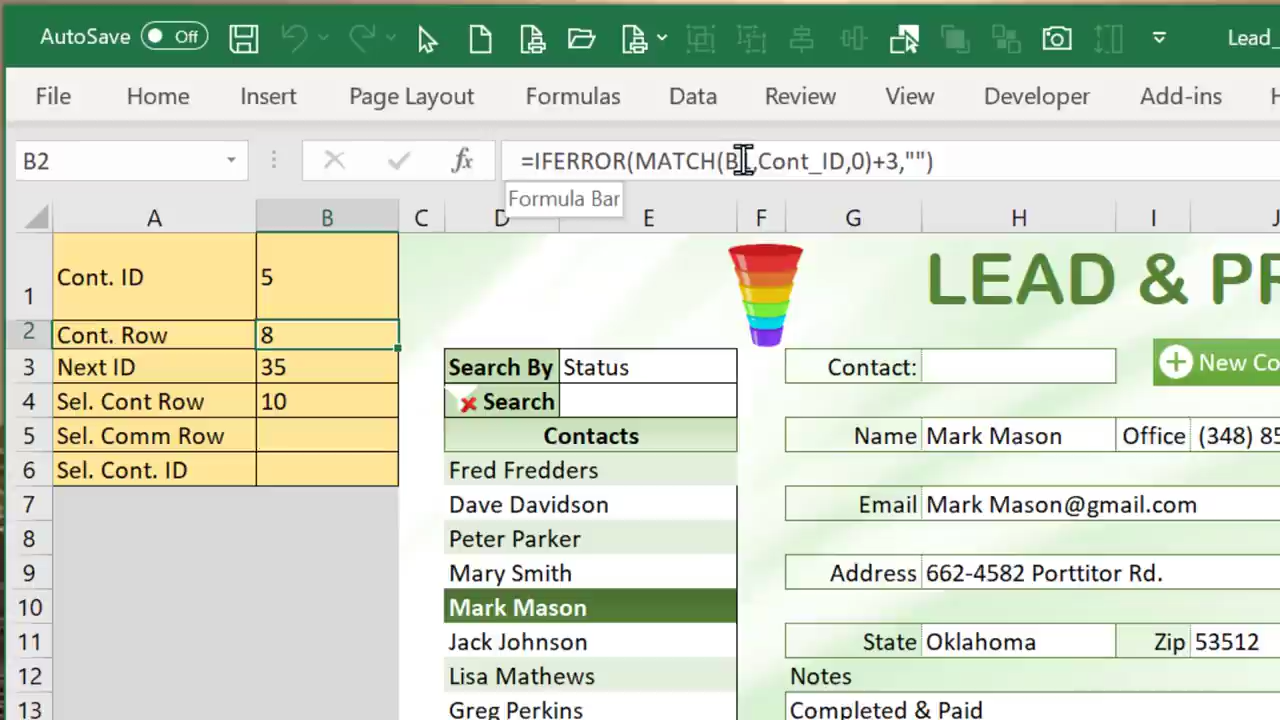 AutoSave Off Lead_
File Home Insert Page Layout Formulas Data Review View Developer Add-ins H
B2 fx =IFERROR(MATCH(B1,Cont_ID,0)+3,"")
Formula Bar
A B C D E F G H I J
1 Cont. ID 5 LEAD & PR
2 Cont. Row 8
3 Next ID 35 Search By Status Contact: New Co
4 Sel. Cont Row 10 Search
5 Sel. Comm Row Contacts Name Mark Mason Office (348) 85
6 Sel. Cont. ID Fred Fredders
7 Dave Davidson Email Mark Mason@gmail.com
8 Peter Parker
9 Mary Smith Address 662-4582 Porttitor Rd.
10 Mark Mason
11 Jack Johnson State Oklahoma Zip 53512
12 Lisa Mathews Notes
13 Greg Perkins Completed & Paid